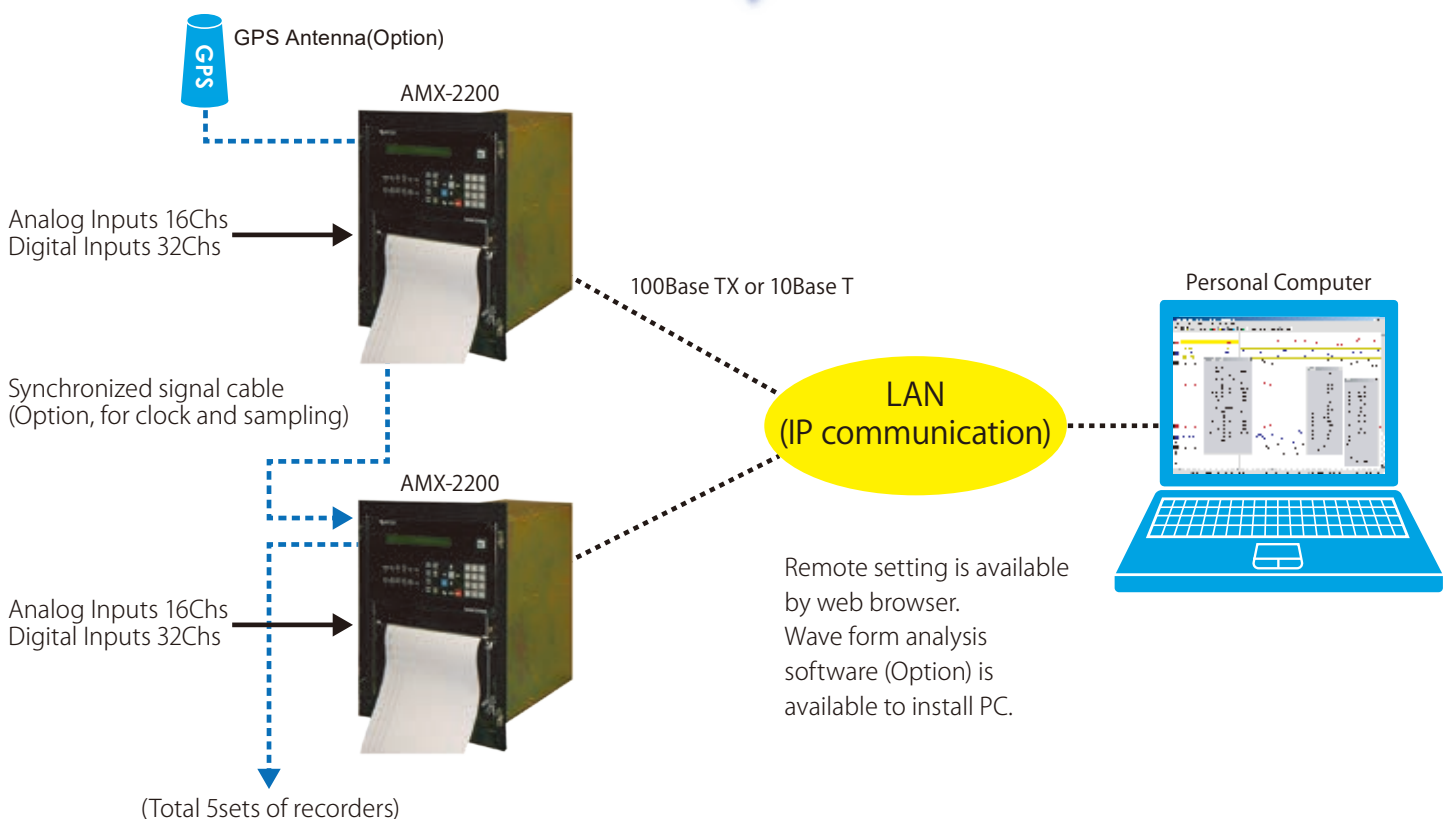 GPS
GPS Antenna(Option)
AMX-2200
Analog Inputs 16Chs
Digital Inputs 32Chs
100Base TX or 10Base T
Personal Computer
Synchronized signal cable
(Option, for clock and sampling)
LAN
(IP communication)
AMX-2200
Analog Inputs 16Chs
Digital Inputs 32Chs
Remote setting is available
by web browser.
Wave form analysis
software (Option) is
available to install PC.
(Total 5sets of recorders)